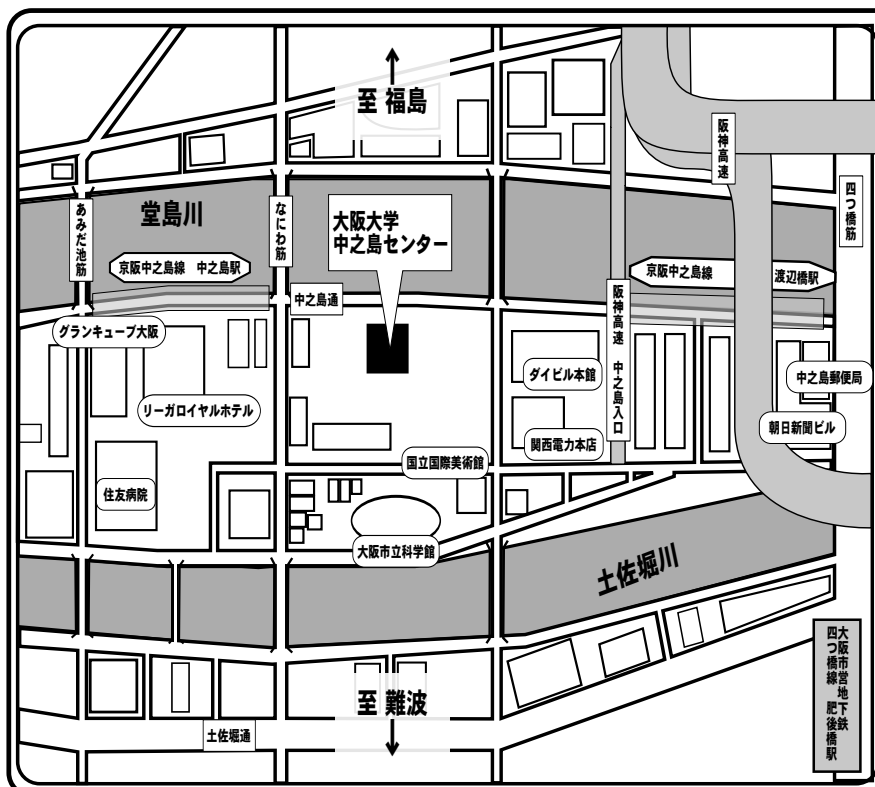 至 福島
阪神高速
四つ橋筋
堂島川
あみだ池筋
なにわ筋
大阪大学
中之島センター
京阪中之島線 中之島駅
中之島通
京阪中之島線 渡辺橋駅
阪神高速 中之島入口
グランキューブ大阪
リーガロイヤルホテル
ダイビル本館
中之島郵便局
関西電力本店
朝日新聞ビル
国立国際美術館
住友病院
大阪市立科学館
土佐堀川
大阪市営地下鉄
四つ橋線 肥後橋駅
至 難波
土佐堀通